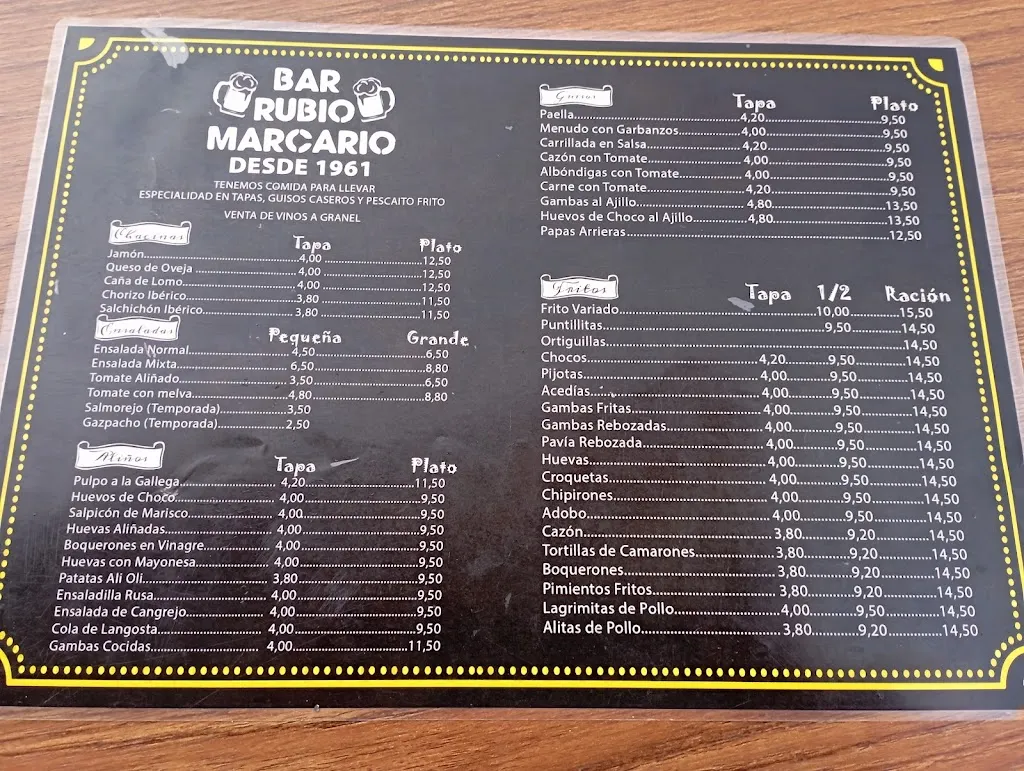 BAR
RUBIO
MARCARIO
DESDE 1961
TENEMOS COMIDA PARA LLEVAR
ESPECIALIDAD EN TAPAS, GUISOS CASEROS Y PESCAITO FRITO
VENTA DE VINOS A GRANEL
Chacinas Tapa Plato
Jamón 4,00 12,50
Queso de Oveja 4,00 12,50
Caña de Lomo 4,00 12,50
Chorizo Ibérico 3,80 11,50
Salchichón Ibérico 3,80 11,50
Ensaladas Pequeña Grande
Ensalada Normal 4,50 6,50
Ensalada Mixta 6,50 8,80
Tomate Aliñado 3,50 6,50
Tomate con melva 4,80 8,80
Salmorejo (Temporada) 3,50
Gazpacho (Temporada) 2,50
Aliños Tapa Plato
Pulpo a la Gallega 4,20 11,50
Huevos de Choco 4,00 9,50
Salpicón de Marisco 4,00 9,50
Huevas Aliñadas 4,00 9,50
Boquerones en Vinagre 4,00 9,50
Huevas con Mayonesa 4,00 9,50
Patatas Ali Oli 3,80 9,50
Ensaladilla Rusa 4,00 9,50
Ensalada de Cangrejo 4,00 9,50
Cola de Langosta 4,00 9,50
Gambas Cocidas 4,00 11,50
Guisos Tapa Plato
Paella 4,20 9,50
Menudo con Garbanzos 4,00 9,50
Carrillada en Salsa 4,20 9,50
Cazón con Tomate 4,00 9,50
Albóndigas con Tomate 4,00 9,50
Carne con Tomate 4,20 9,50
Gambas al Ajillo 4,80 13,50
Huevos de Choco al Ajillo 4,80 13,50
Papas Arrieras 12,50
Fritos Tapa 1/2 Ración
Frito Variado 10,00 15,50
Puntillitas 9,50 14,50
Ortiguillas 14,50
Chocos 4,20 9,50 14,50
Pijotas 4,00 9,50 14,50
Acedías 4,00 9,50 14,50
Gambas Fritas 4,00 9,50 14,50
Gambas Rebozadas 4,00 9,50 14,50
Pavía Rebozada 4,00 9,50 14,50
Huevas 4,00 9,50 14,50
Croquetas 4,00 9,50 14,50
Chipirones 4,00 9,50 14,50
Adobo 4,00 9,50 14,50
Cazón 3,80 9,20 14,50
Tortillas de Camarones 3,80 9,20 14,50
Boquerones 3,80 9,20 14,50
Pimientos Fritos 3,80 9,20 14,50
Lagrimitas de Pollo 4,00 9,50 14,50
Alitas de Pollo 3,80 9,20 14,50